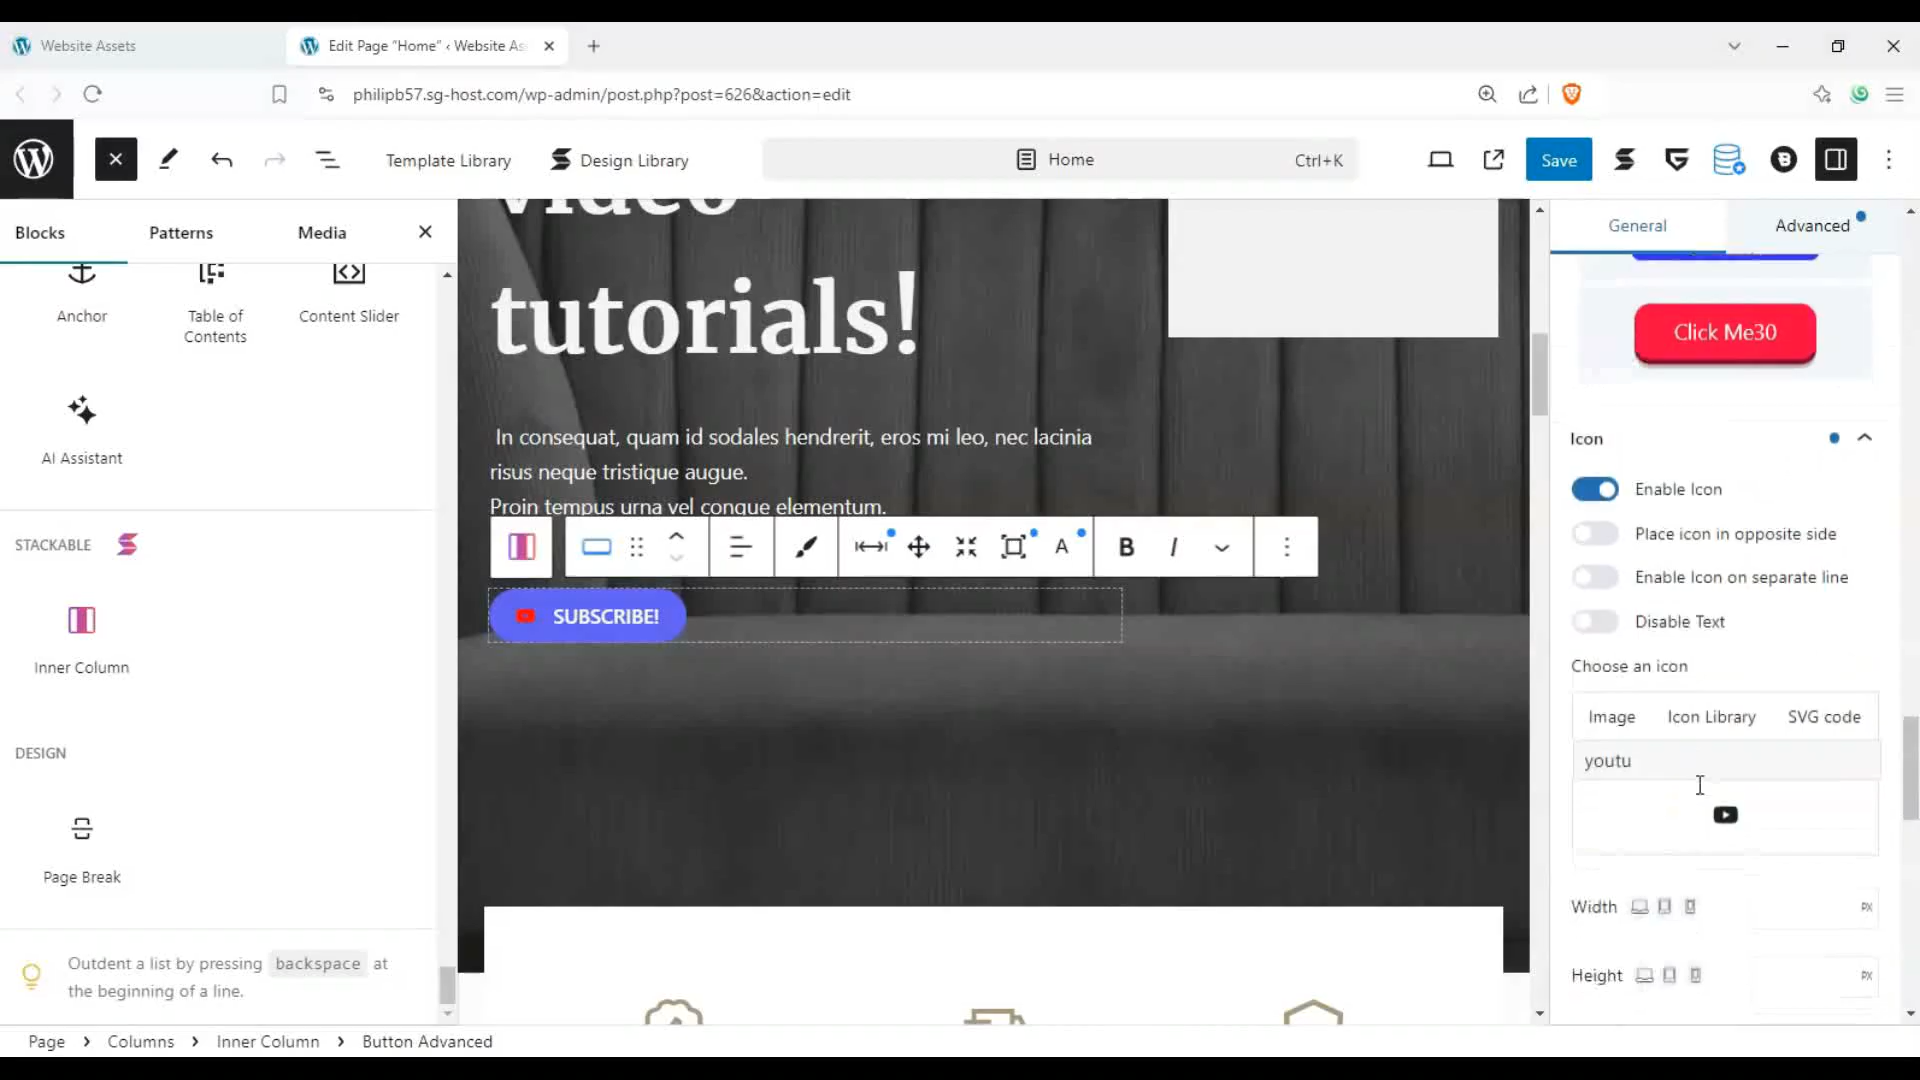 Website Assets
Edit Page "Home" ‹ Website As
philipb57.sg-host.com/wp-admin/post.php?post=626&action=edit
Template Library
Design Library
Home
Ctrl+K
Save
Blocks
Patterns
Media
Anchor
Table of
Contents
Content Slider
AI Assistant
STACKABLE
Inner Column
DESIGN
Page Break
Outdent a list by pressing backspace at
the beginning of a line.
video
tutorials!
In consequat, quam id sodales hendrerit, eros mi leo, nec lacinia
risus neque tristique augue.
Proin tempus urna vel congue elementum.
A
B
I
SUBSCRIBE!
General
Advanced
Click Me30
Icon
Enable Icon
Place icon in opposite side
Enable Icon on separate line
Disable Text
Choose an icon
Image
Icon Library
SVG code
youtu
Width
PX
Height
PX
Page › Columns › Inner Column › Button Advanced